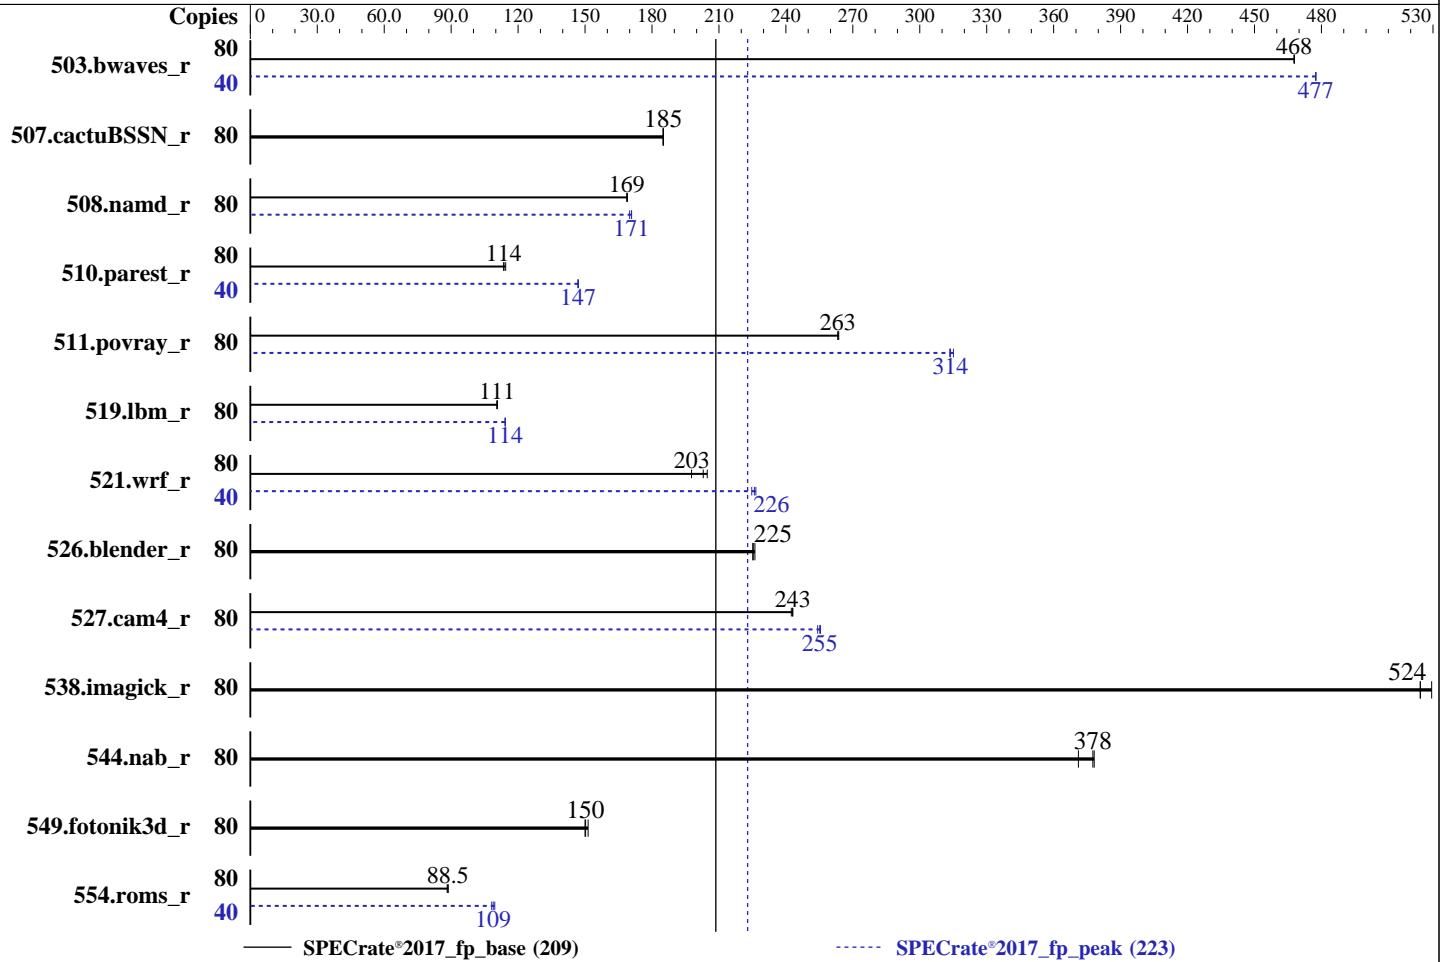 Copies 0 30.0 60.0 90.0 120 150 180 210 240 270 300 330 360 390 420 450 480 530
503.bwaves_r 80 468
40 477
507.cactuBSSN_r 80 185
508.namd_r 80 169
171
510.parest_r 80 114
40 147
511.povray_r 80 263
314
519.lbm_r 80 111
114
521.wrf_r 80 203
40 226
526.blender_r 80 225
527.cam4_r 80 243
255
538.imagick_r 80 524
544.nab_r 80 378
549.fotonik3d_r 80 150
554.roms_r 80 88.5
40 109
SPECrate®2017_fp_base (209) SPECrate®2017_fp_peak (223)